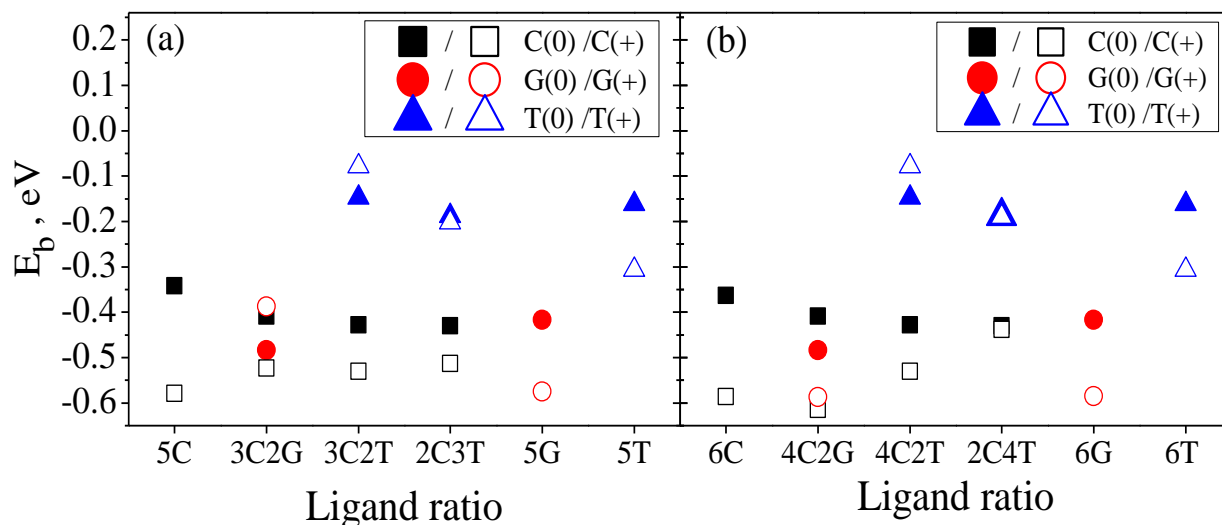 (a)
C(0) /C(+)
G(0) /G(+)
T(0) /T(+)
0.2
0.1
0.0
-0.1
-0.2
-0.3
-0.4
-0.5
-0.6
E_b , eV
5C 3C2G 3C2T 2C3T 5G 5T
Ligand ratio
(b)
/ C(0) /C(+)
/ G(0) /G(+)
/ T(0) /T(+)
6C 4C2G 4C2T 2C4T 6G 6T
Ligand ratio